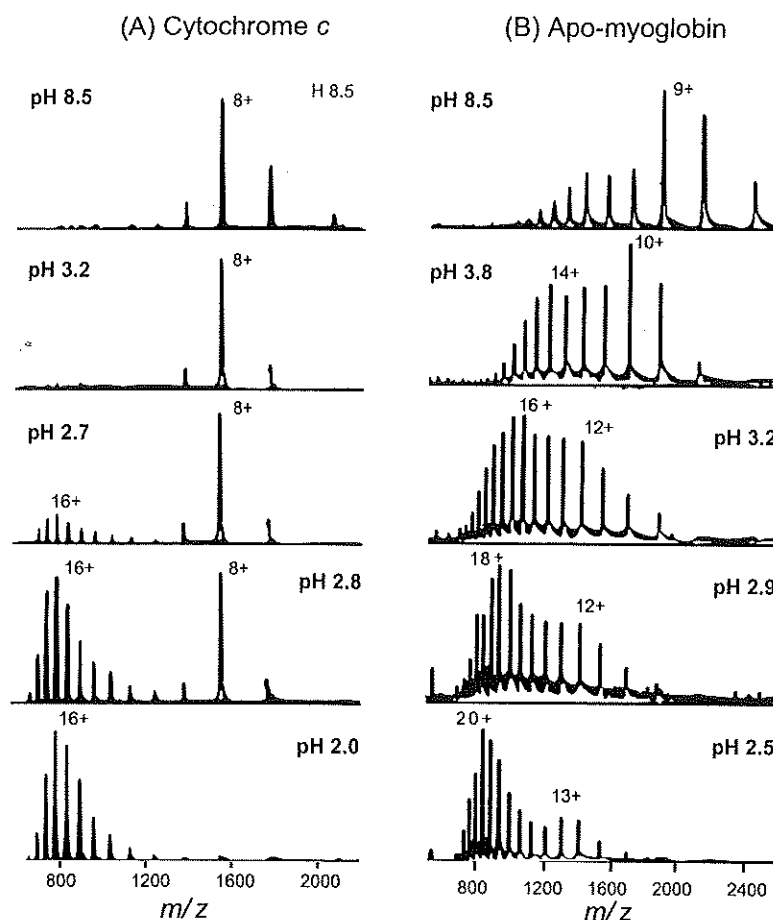 (A) Cytochrome c
(B) Apo-myoglobin
pH 8.5
8+
H 8.5
9+
pH 3.2
8+
pH 3.8
14+
10+
pH 2.7
16+
8+
16+
12+
pH 3.2
16+
8+
pH 2.8
18+
12+
pH 2.9
16+
pH 2.0
20+
13+
pH 2.5
800 1200 1600 2000
800 1200 1600 2000 2400
m/z
m/z